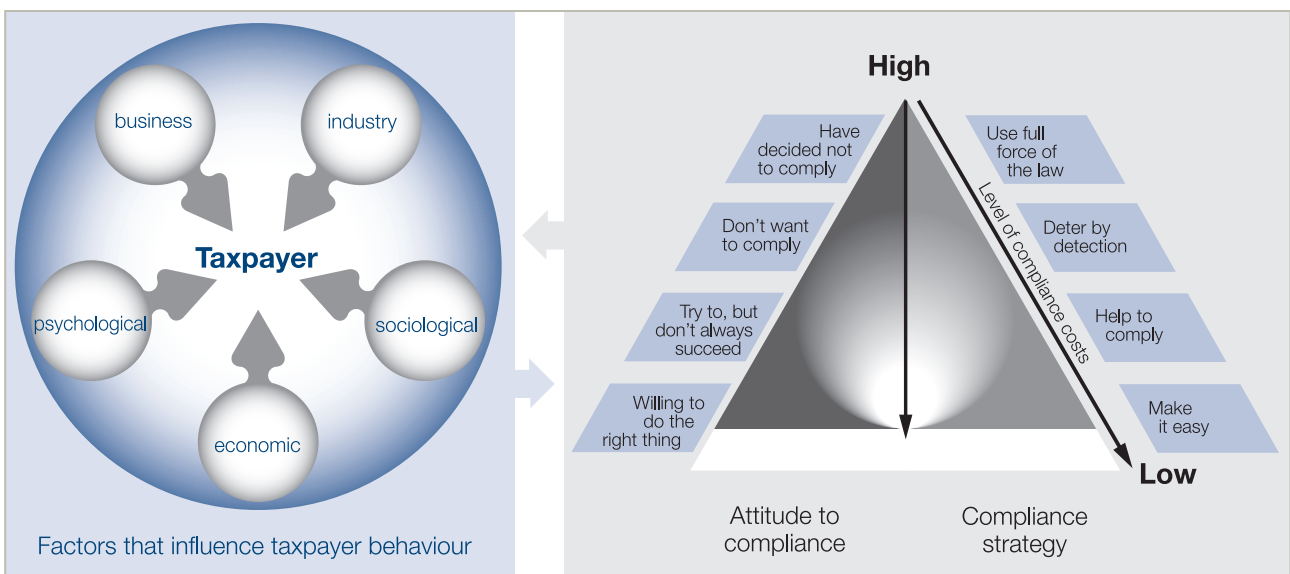 business
industry
Taxpayer
psychological
sociological
economic
Factors that influence taxpayer behaviour
High
Have
decided not
to comply
Don’t want
to comply
Try to, but
don’t always
succeed
Willing to
do the
right thing
Use full
force of
the law
Deter by
detection
Help to
comply
Make
it easy
Level of compliance costs
Low
Attitude to
compliance
Compliance
strategy